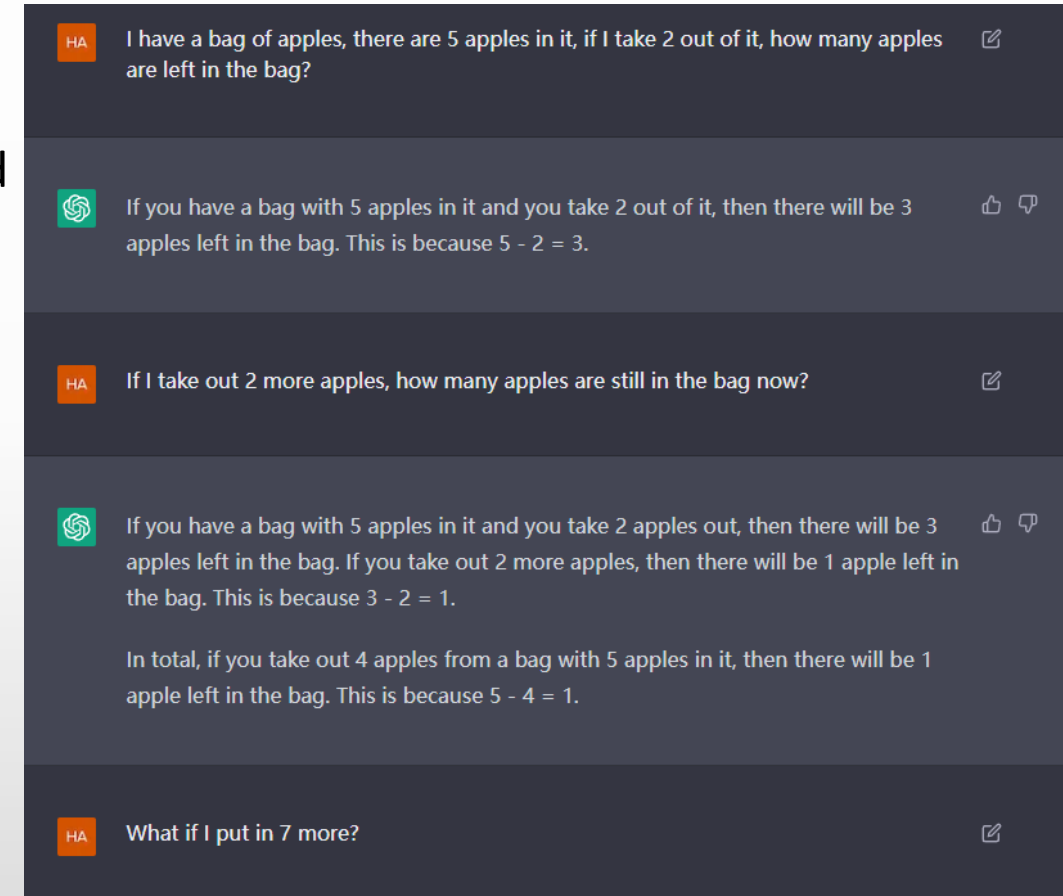 HA
I have a bag of apples, there are 5 apples in it, if I take 2 out of it, how many apples
are left in the bag?
If you have a bag with 5 apples in it and you take 2 out of it, then there will be 3
apples left in the bag. This is because 5 - 2 = 3.
HA
If I take out 2 more apples, how many apples are still in the bag now?
If you have a bag with 5 apples in it and you take 2 apples out, then there will be 3
apples left in the bag. If you take out 2 more apples, then there will be 1 apple left in
the bag. This is because 3 - 2 = 1.
In total, if you take out 4 apples from a bag with 5 apples in it, then there will be 1
apple left in the bag. This is because 5 - 4 = 1.
HA
What if I put in 7 more?